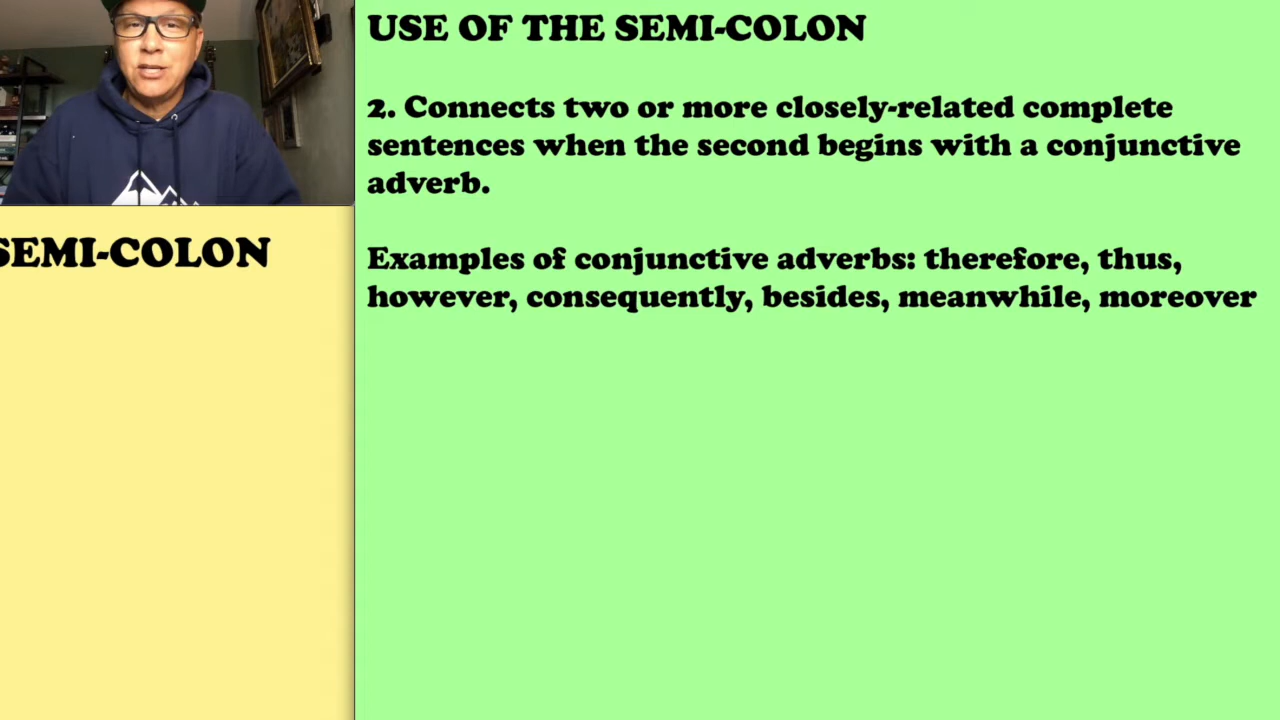 USE OF THE SEMI-COLON
2. Connects two or more closely-related complete
sentences when the second begins with a conjunctive
adverb.
Examples of conjunctive adverbs: therefore, thus,
however, consequently, besides, meanwhile, moreover
SEMI-COLON